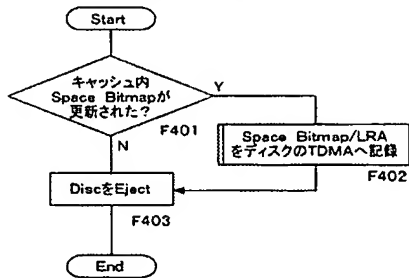 Start
キャッシュ内
Space Bitmapが
更新された?
Y
F401
N
Space Bitmap/LRA
をディスクのTDMAへ記録
F402
DiscをEject
F403
End